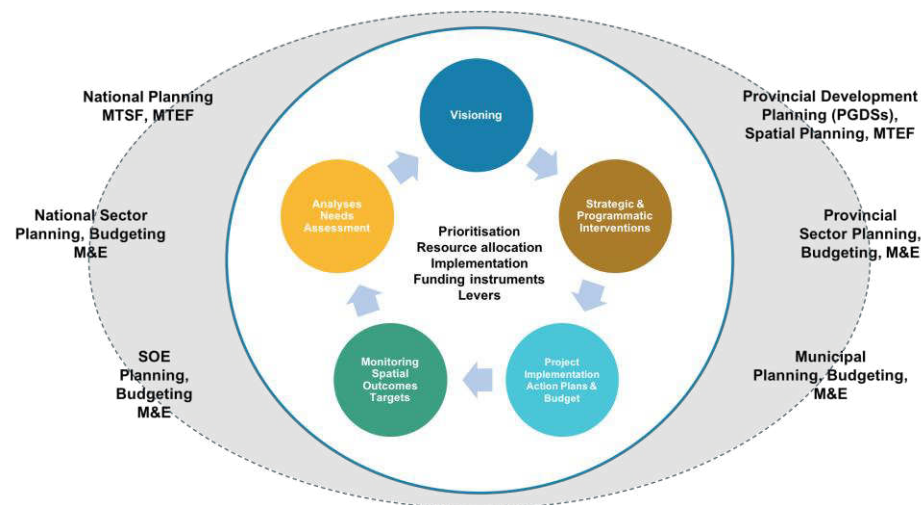 National Planning
MTSF, MTEF
National Sector
Planning, Budgeting
M&E
SOE
Planning,
Budgeting
M&E
Visioning
Strategic &
Programmatic
Interventions
Project
Implementation
Action Plans &
Budget
Monitoring
Spatial
Outcomes
Targets
Analyses
Needs
Assessment
Prioritisation
Resource allocation
Implementation
Funding instruments
Levers
Provincial Development
Planning (PGDSs),
Spatial Planning, MTEF
Provincial
Sector Planning,
Budgeting, M&E
Municipal
Planning, Budgeting,
M&E